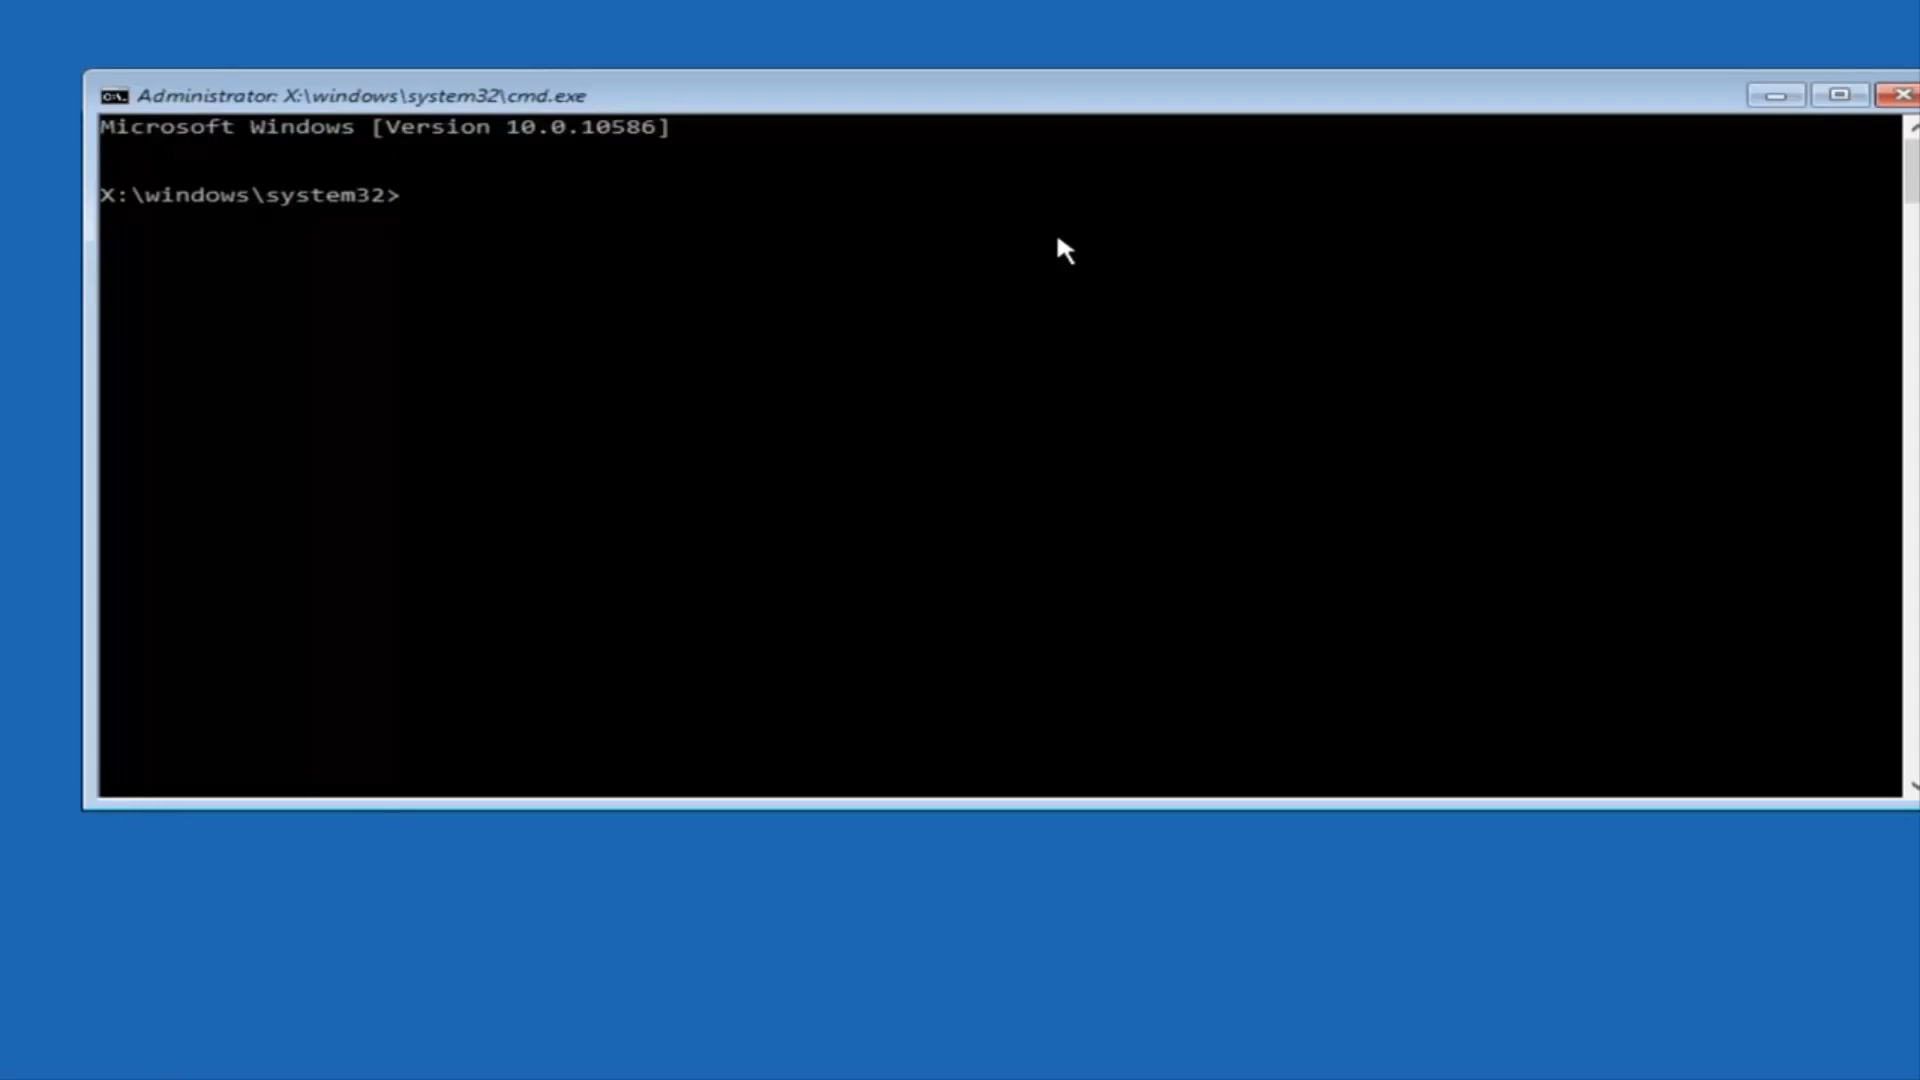 Administrator: X:\windows\system32\cmd.exe
Microsoft Windows [Version 10.0.10586]
X:\windows\system32>